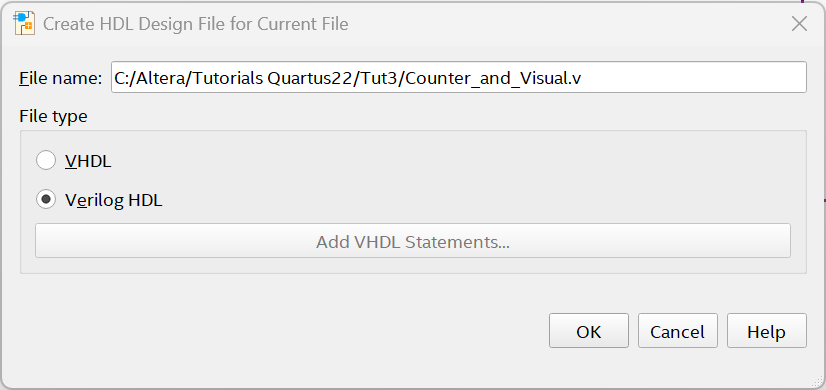 Create HDL Design File for Current File
File name: C:/Altera/Tutorials Quartus22/Tut3/Counter_and_Visual.v
File type
VHDL
Verilog HDL
Add VHDL Statements...
OK Cancel Help